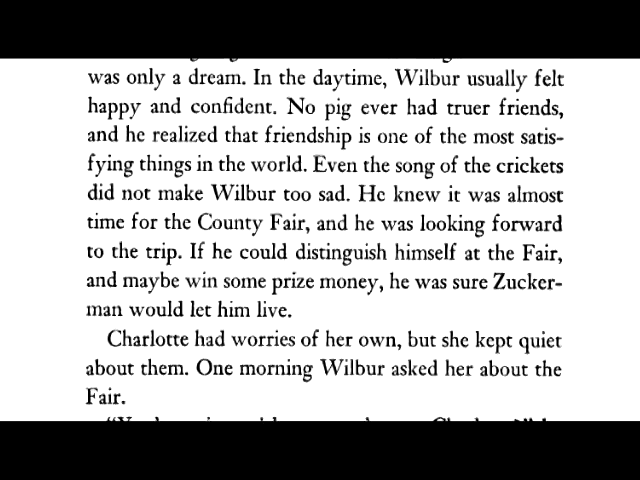 was only a dream. In the daytime, Wilbur usually felt
happy and confident. No pig ever had truer friends,
and he realized that friendship is one of the most satis-
fying things in the world. Even the song of the crickets
did not make Wilbur too sad. He knew it was almost
time for the County Fair, and he was looking forward
to the trip. If he could distinguish himself at the Fair,
and maybe win some prize money, he was sure Zucker-
man would let him live.
Charlotte had worries of her own, but she kept quiet
about them. One morning Wilbur asked her about the
Fair.